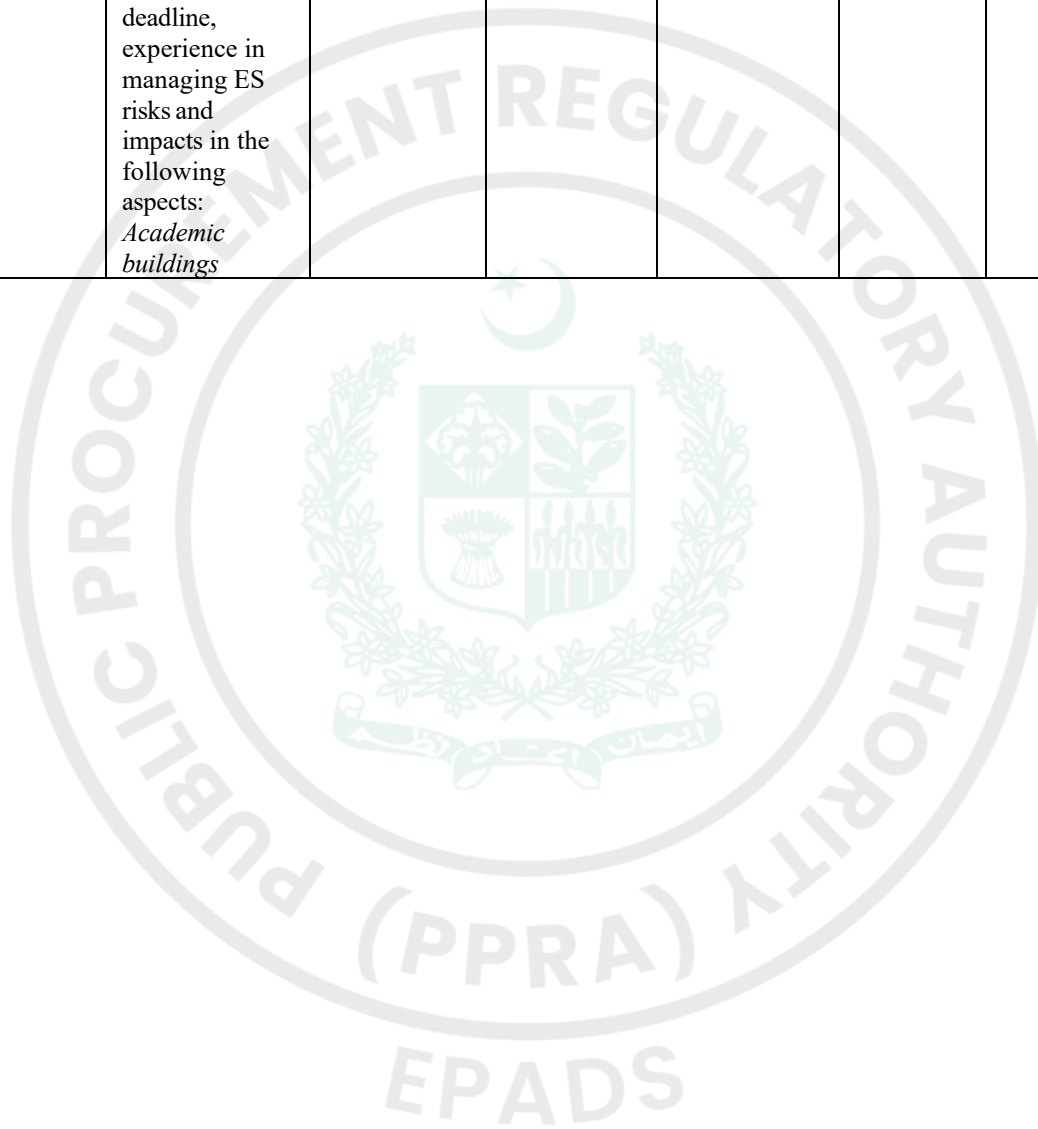 deadline,
experience in
managing ES
risks and
impacts in the
following
aspects:
Academic
buildings
PUBLIC PROCUREMENT REGULATORY AUTHORITY
(PPRA)
EPADS